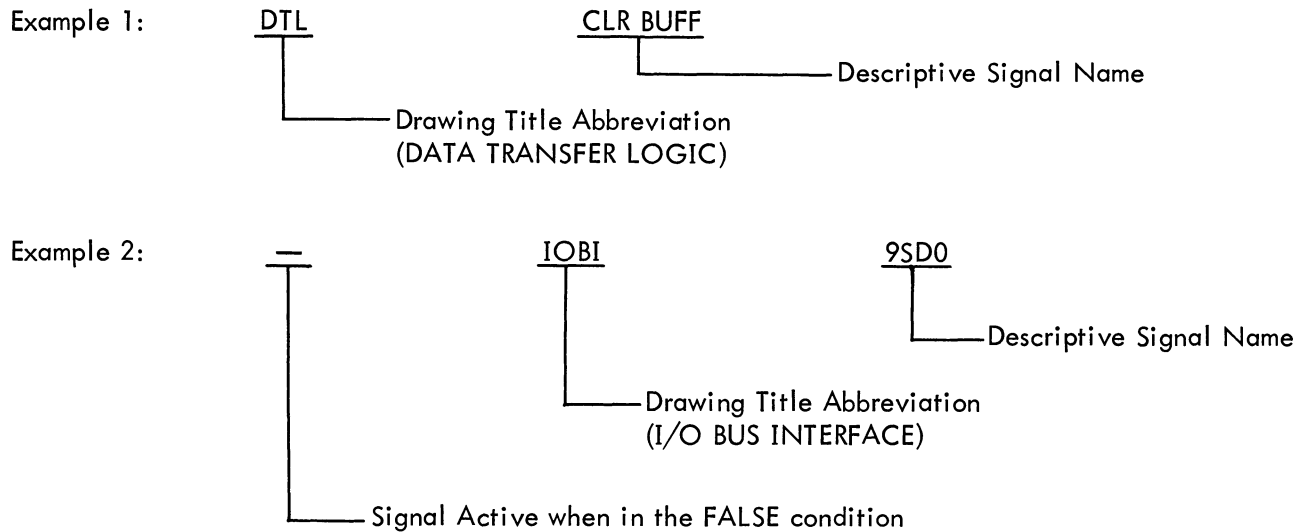 Example 1: DTL CLR BUFF
Descriptive Signal Name
Drawing Title Abbreviation
(DATA TRANSFER LOGIC)
Example 2: — IOBI 9SD0
Descriptive Signal Name
Drawing Title Abbreviation
(I/O BUS INTERFACE)
Signal Active when in the FALSE condition